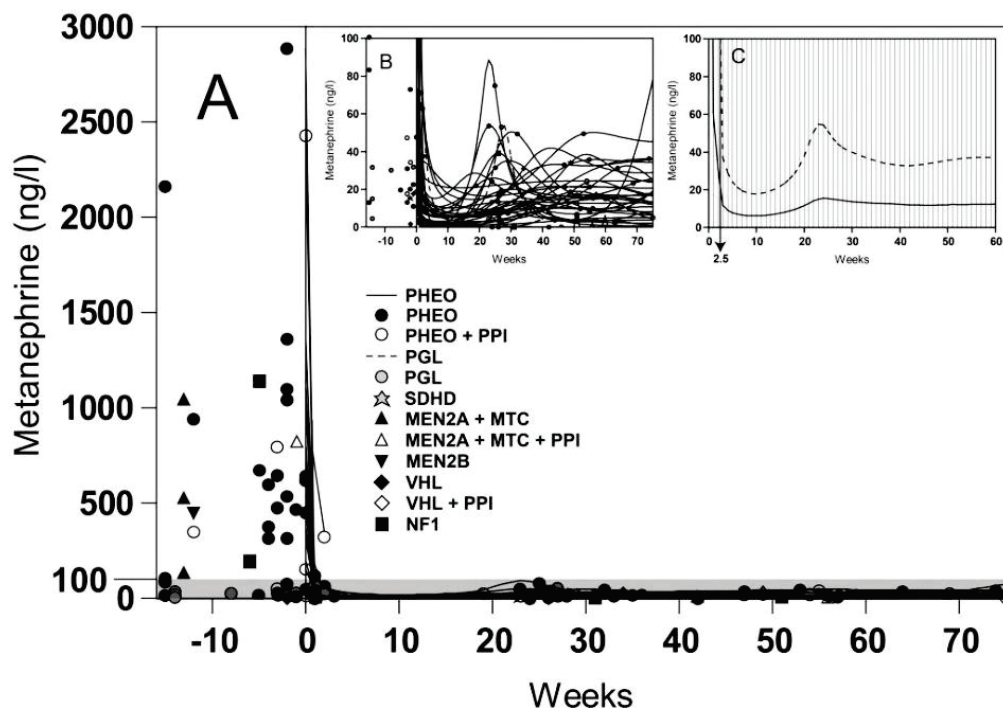 Metanephrine (ng/l)
3000
2500
2000
1500
1000
500
100
0
-10
0
10
20
30
40
50
60
70
Weeks
A
B
Metanephrine (ng/l)
100
80
60
40
20
0
-10
0
10
20
30
40
50
60
70
Weeks
C
Metanephrine (ng/l)
100
80
60
40
20
0
0
2.5
10
20
30
40
50
60
Weeks
PHEO
PHEO
PHEO + PPI
PGL
PGL
SDHD
MEN2A + MTC
MEN2A + MTC + PPI
MEN2B
VHL
VHL + PPI
NF1